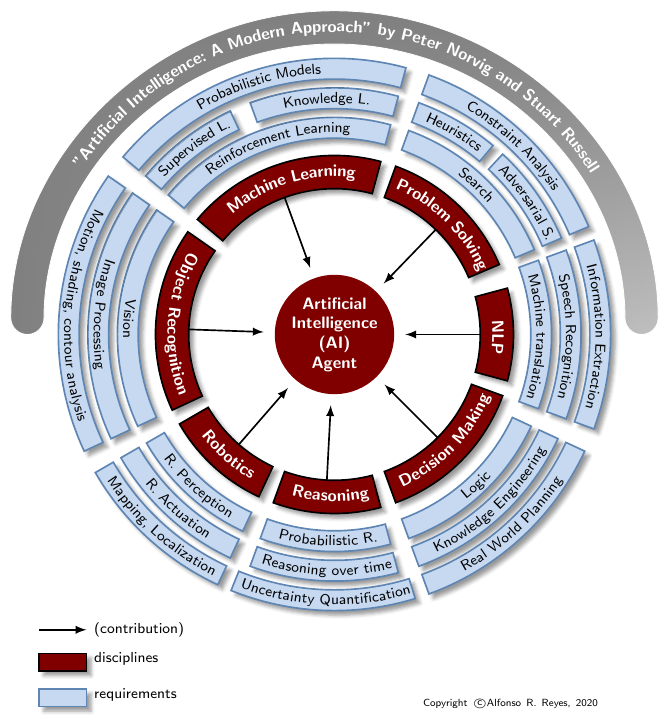 "Artificial Intelligence: A Modern Approach" by Peter Norvig and Stuart Russell
Probabilistic Models
Supervised L.
Knowledge L.
Reinforcement Learning
Machine Learning
Constraint Analysis
Heuristics
Adversarial S.
Search
Problem Solving
Information Extraction
Speech Recognition
Machine translation
NLP
Motion, shading, contour analysis
Image Processing
Vision
Object Recognition
Artificial
Intelligence
(AI)
Agent
Decision Making
Logic
Knowledge Engineering
Real World Planning
Reasoning
Probabilistic R.
Reasoning over time
Uncertainty Quantification
Robotics
R. Perception
R. Actuation
Mapping, Localization
(contribution)
disciplines
requirements
Copyright ©Alfonso R. Reyes, 2020